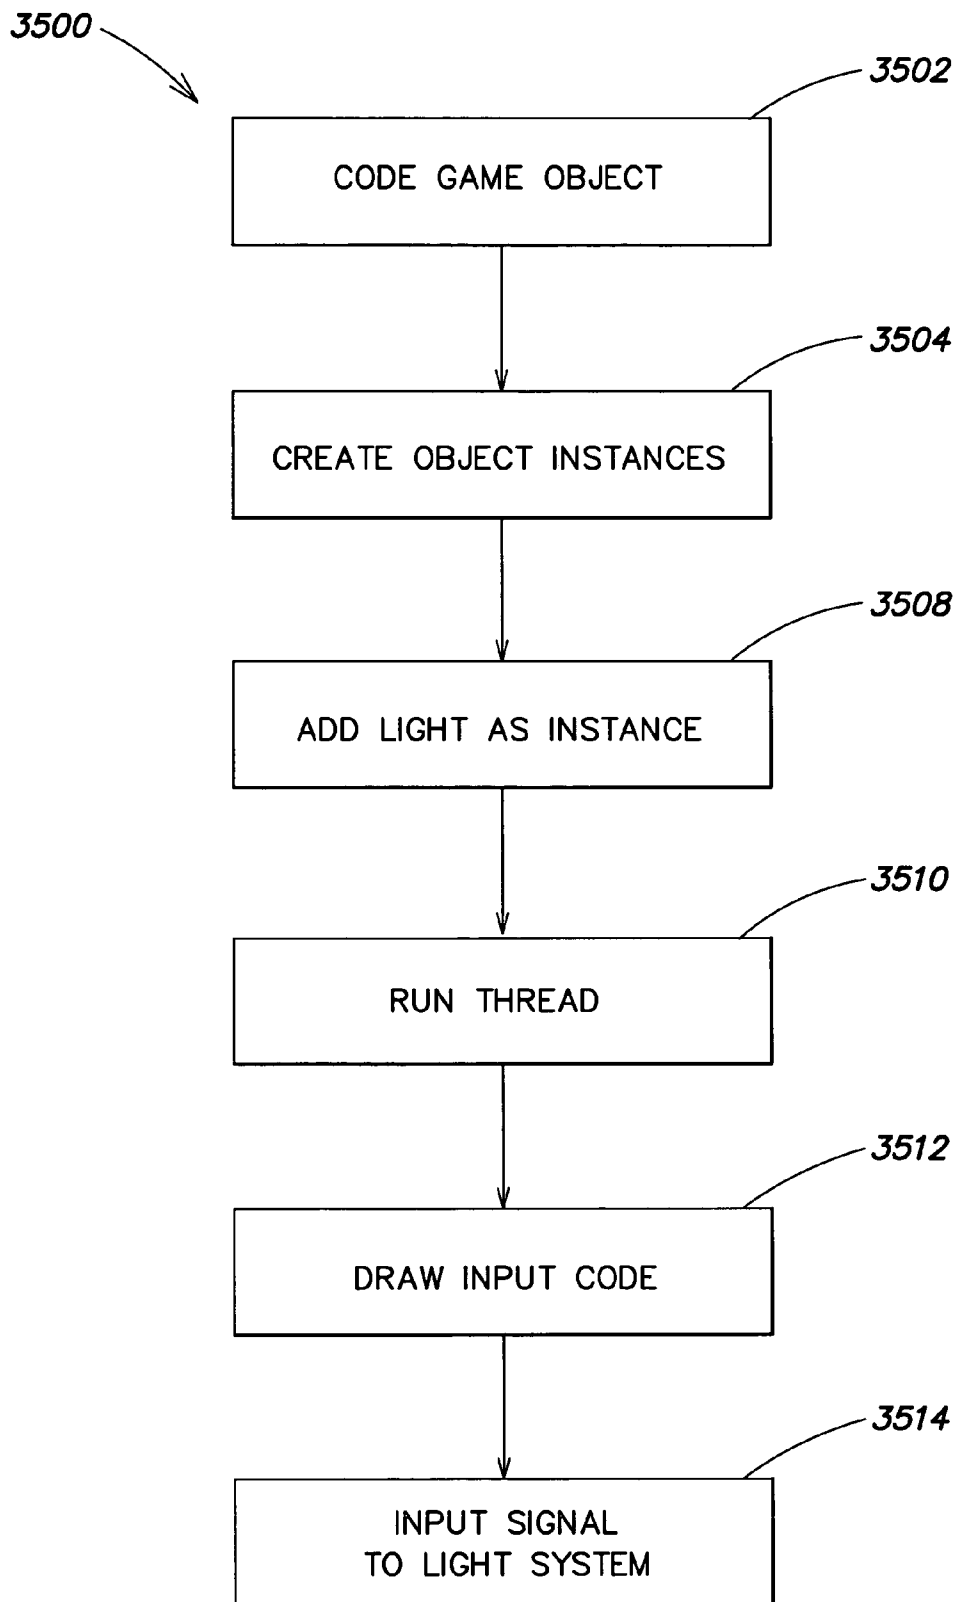 3500
3502
CODE GAME OBJECT
3504
CREATE OBJECT INSTANCES
3508
ADD LIGHT AS INSTANCE
3510
RUN THREAD
3512
DRAW INPUT CODE
3514
INPUT SIGNAL
TO LIGHT SYSTEM